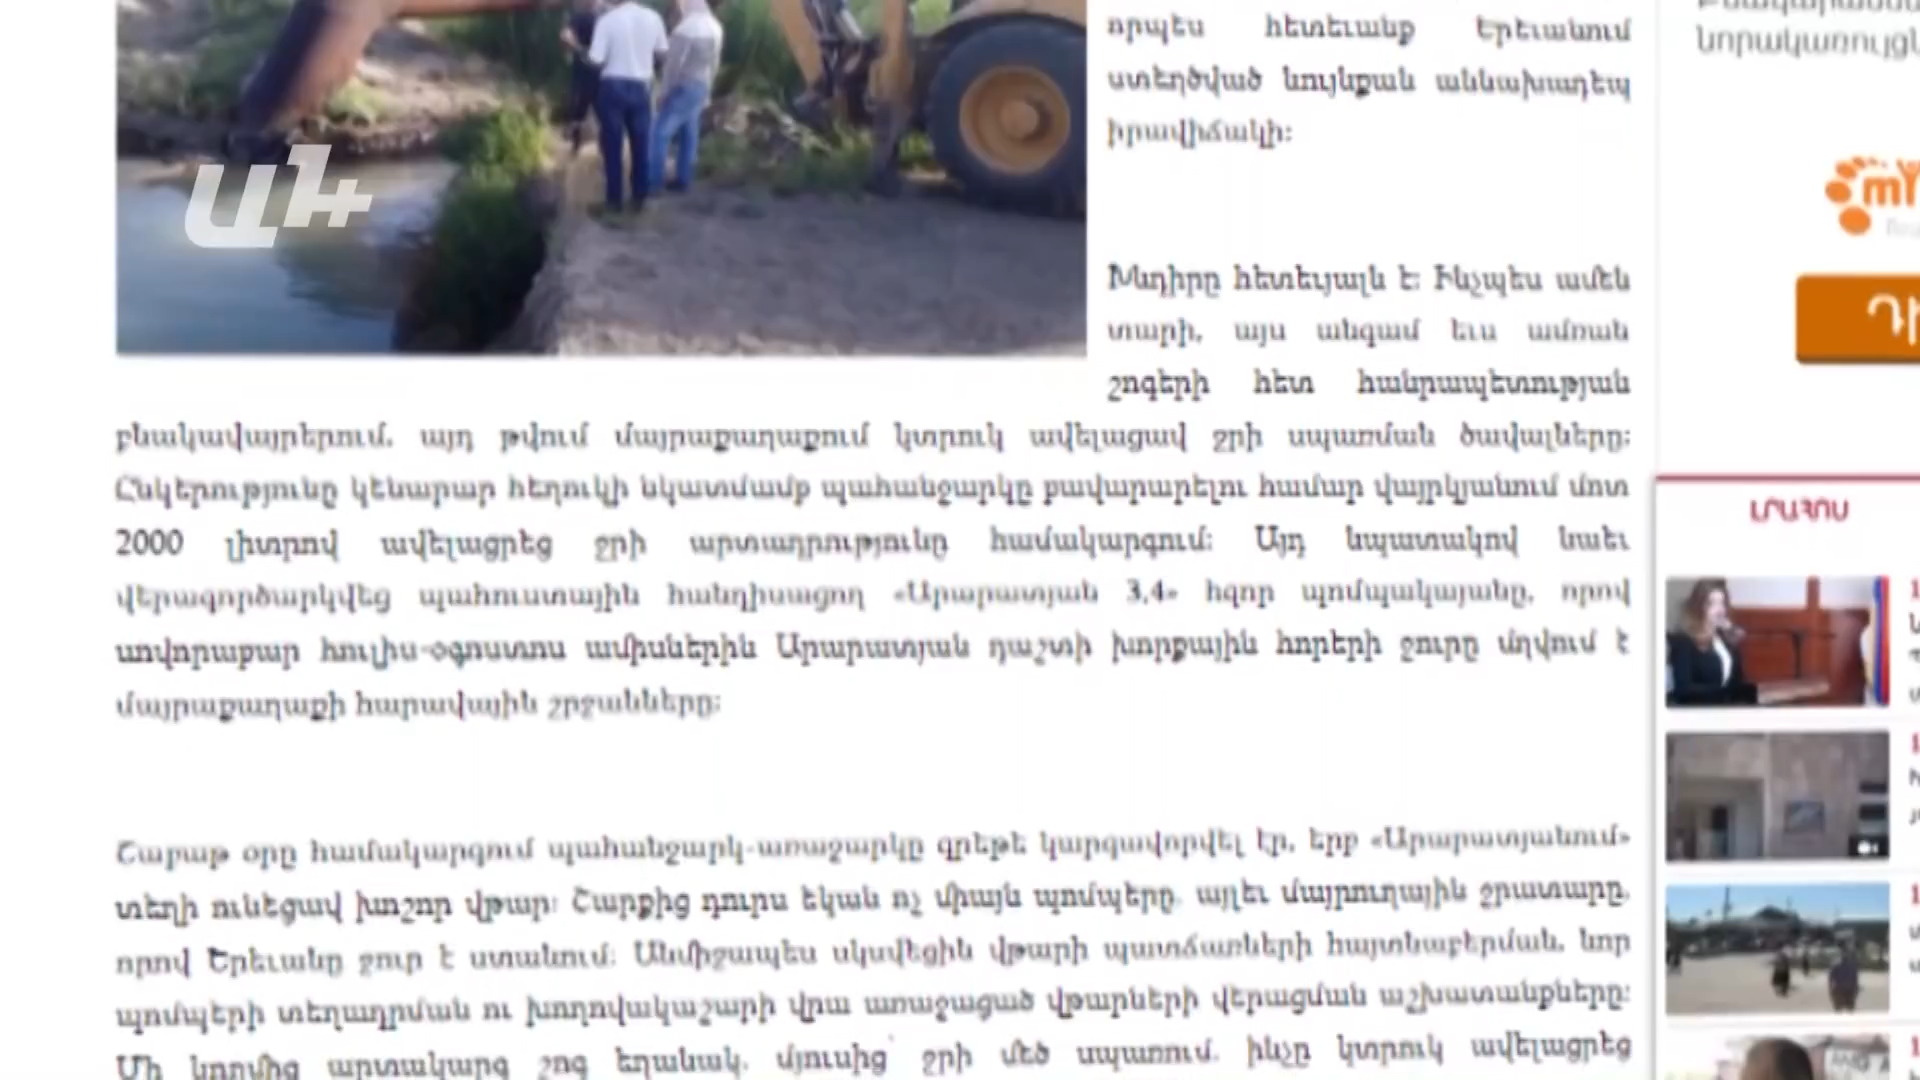 որպես հետեւանք Երեւանում
ստեղծված նույնքան աննախադեպ
իրավիճակի:
ԱՆ+
Խնդիրը հետեւյալն է: Ինչպես ամեն
տարի, այս անգամ եւս ամռան
շոգերի հետ հանրապետության
բնակավայրերում, այդ թվում մայրաքաղաքում կտրուկ ավելացավ ջրի սպառման ծավալները:
Ընկերությունը կենարար հեղուկի նկատմամբ պահանջարկը բավարարելու համար վայրկյանում մոտ
2000 լիտրով ավելացրեց ջրի արտադրությունը համակարգում: Այդ նպատակով նաեւ
վերագործարկվեց պահուստային հանդիսացող «Արարատյան 3,4» հզոր պոմպակայանը, որով
սովորաբար հուլիս-օգոստոս ամիսներին Արարատյան դաշտի խորքային հորերի ջուրը մղվում է
մայրաքաղաքի հարավային շրջանները:
Շաբաթ օրը համակարգում պահանջարկ-առաջարկը գրեթե կարգավորվել էր, երբ «Արարատյանում»
տեղի ունեցավ խոշոր վթար: Շարքից դուրս եկան ոչ միայն պոմպերը, այլեւ մայրուղային ջրատարը,
որով Երեւանը ջուր է ստանում: Անմիջապես սկսվեցին վթարի պատճառների հայտնաբերման, նոր
պոմպերի տեղադրման ու խողովակաշարի վրա առաջացած վթարների վերացման աշխատանքները:
Մի կողմից արտակարգ շոգ եղանակ, մյուսից՝ ջրի մեծ սպառում, ինչը կտրուկ ավելացրեց
ԼՐԱՀՈՍ